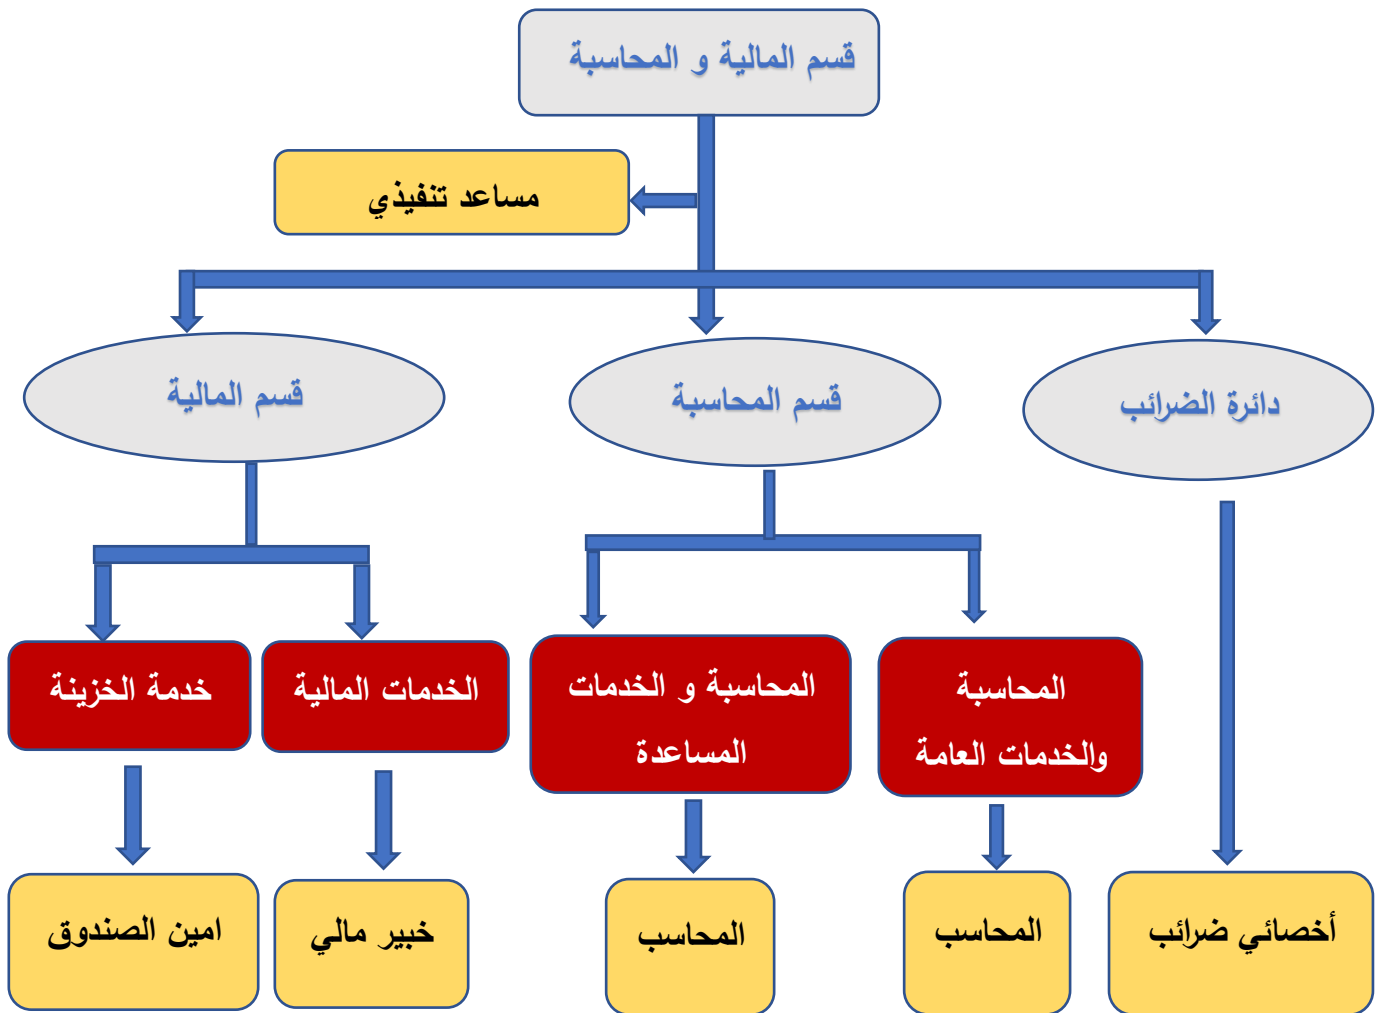 قسم المالية و المحاسبة
مساعد تنفيذي
دائرة الضرائب
قسم المحاسبة
قسم المالية
المحاسبة
والخدمات العامة
المحاسبة و الخدمات
المساعدة
الخدمات المالية
خدمة الخزينة
أخصائي ضرائب
المحاسب
المحاسب
خبير مالي
امين الصندوق